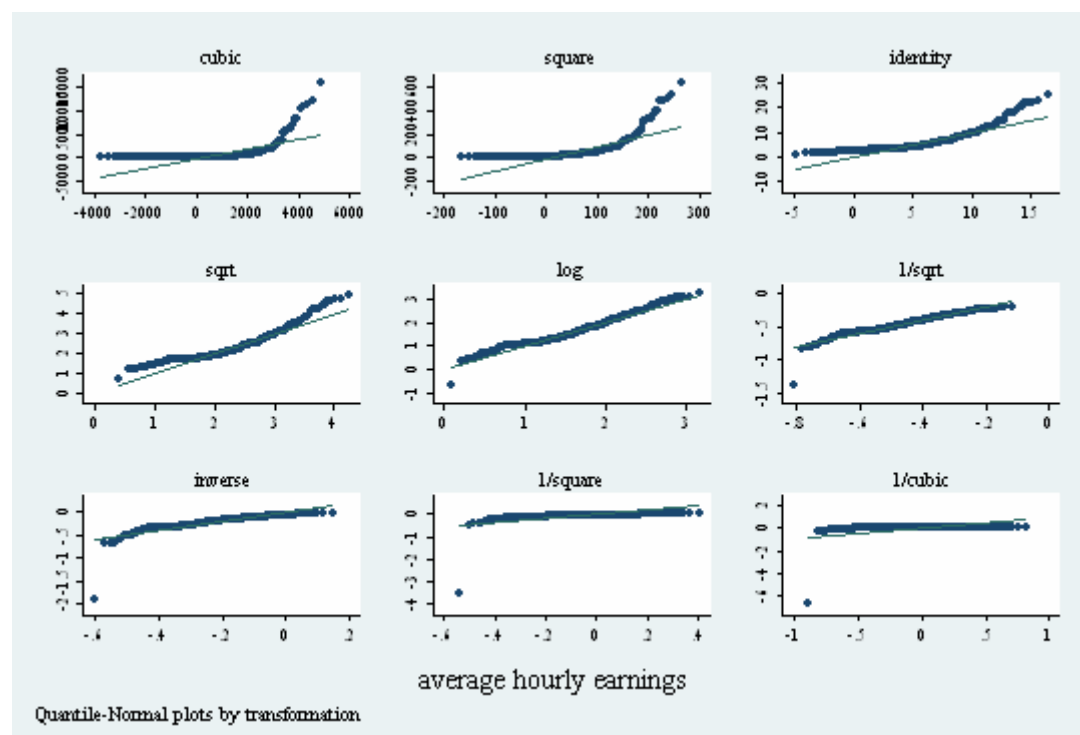 cubic
-5000 0 5000
-4000 -2000 0 2000 4000 6000
square
-200 0 200 400 600
-200 -100 0 100 200 300
identity
-10 0 10 20 30
-5 0 5 10 15
sqrt
0 1 2 3 4 5
0 1 2 3 4
log
-1 0 1 2 3
0 1 2 3
1/sqrt
-1.5 -1 -.5 0
-.8 -.6 -.4 -.2 0
inverse
-2 -1.5 -1 -.5 0
-.6 -.4 -.2 0 .2
1/square
-4 -3 -2 -1 0
-.6 -.4 -.2 0 .2 .4
1/cubic
-6 -4 -2 0 2
-1 -.5 0 .5 1
average hourly earnings
Quantile-Normal plots by transformation